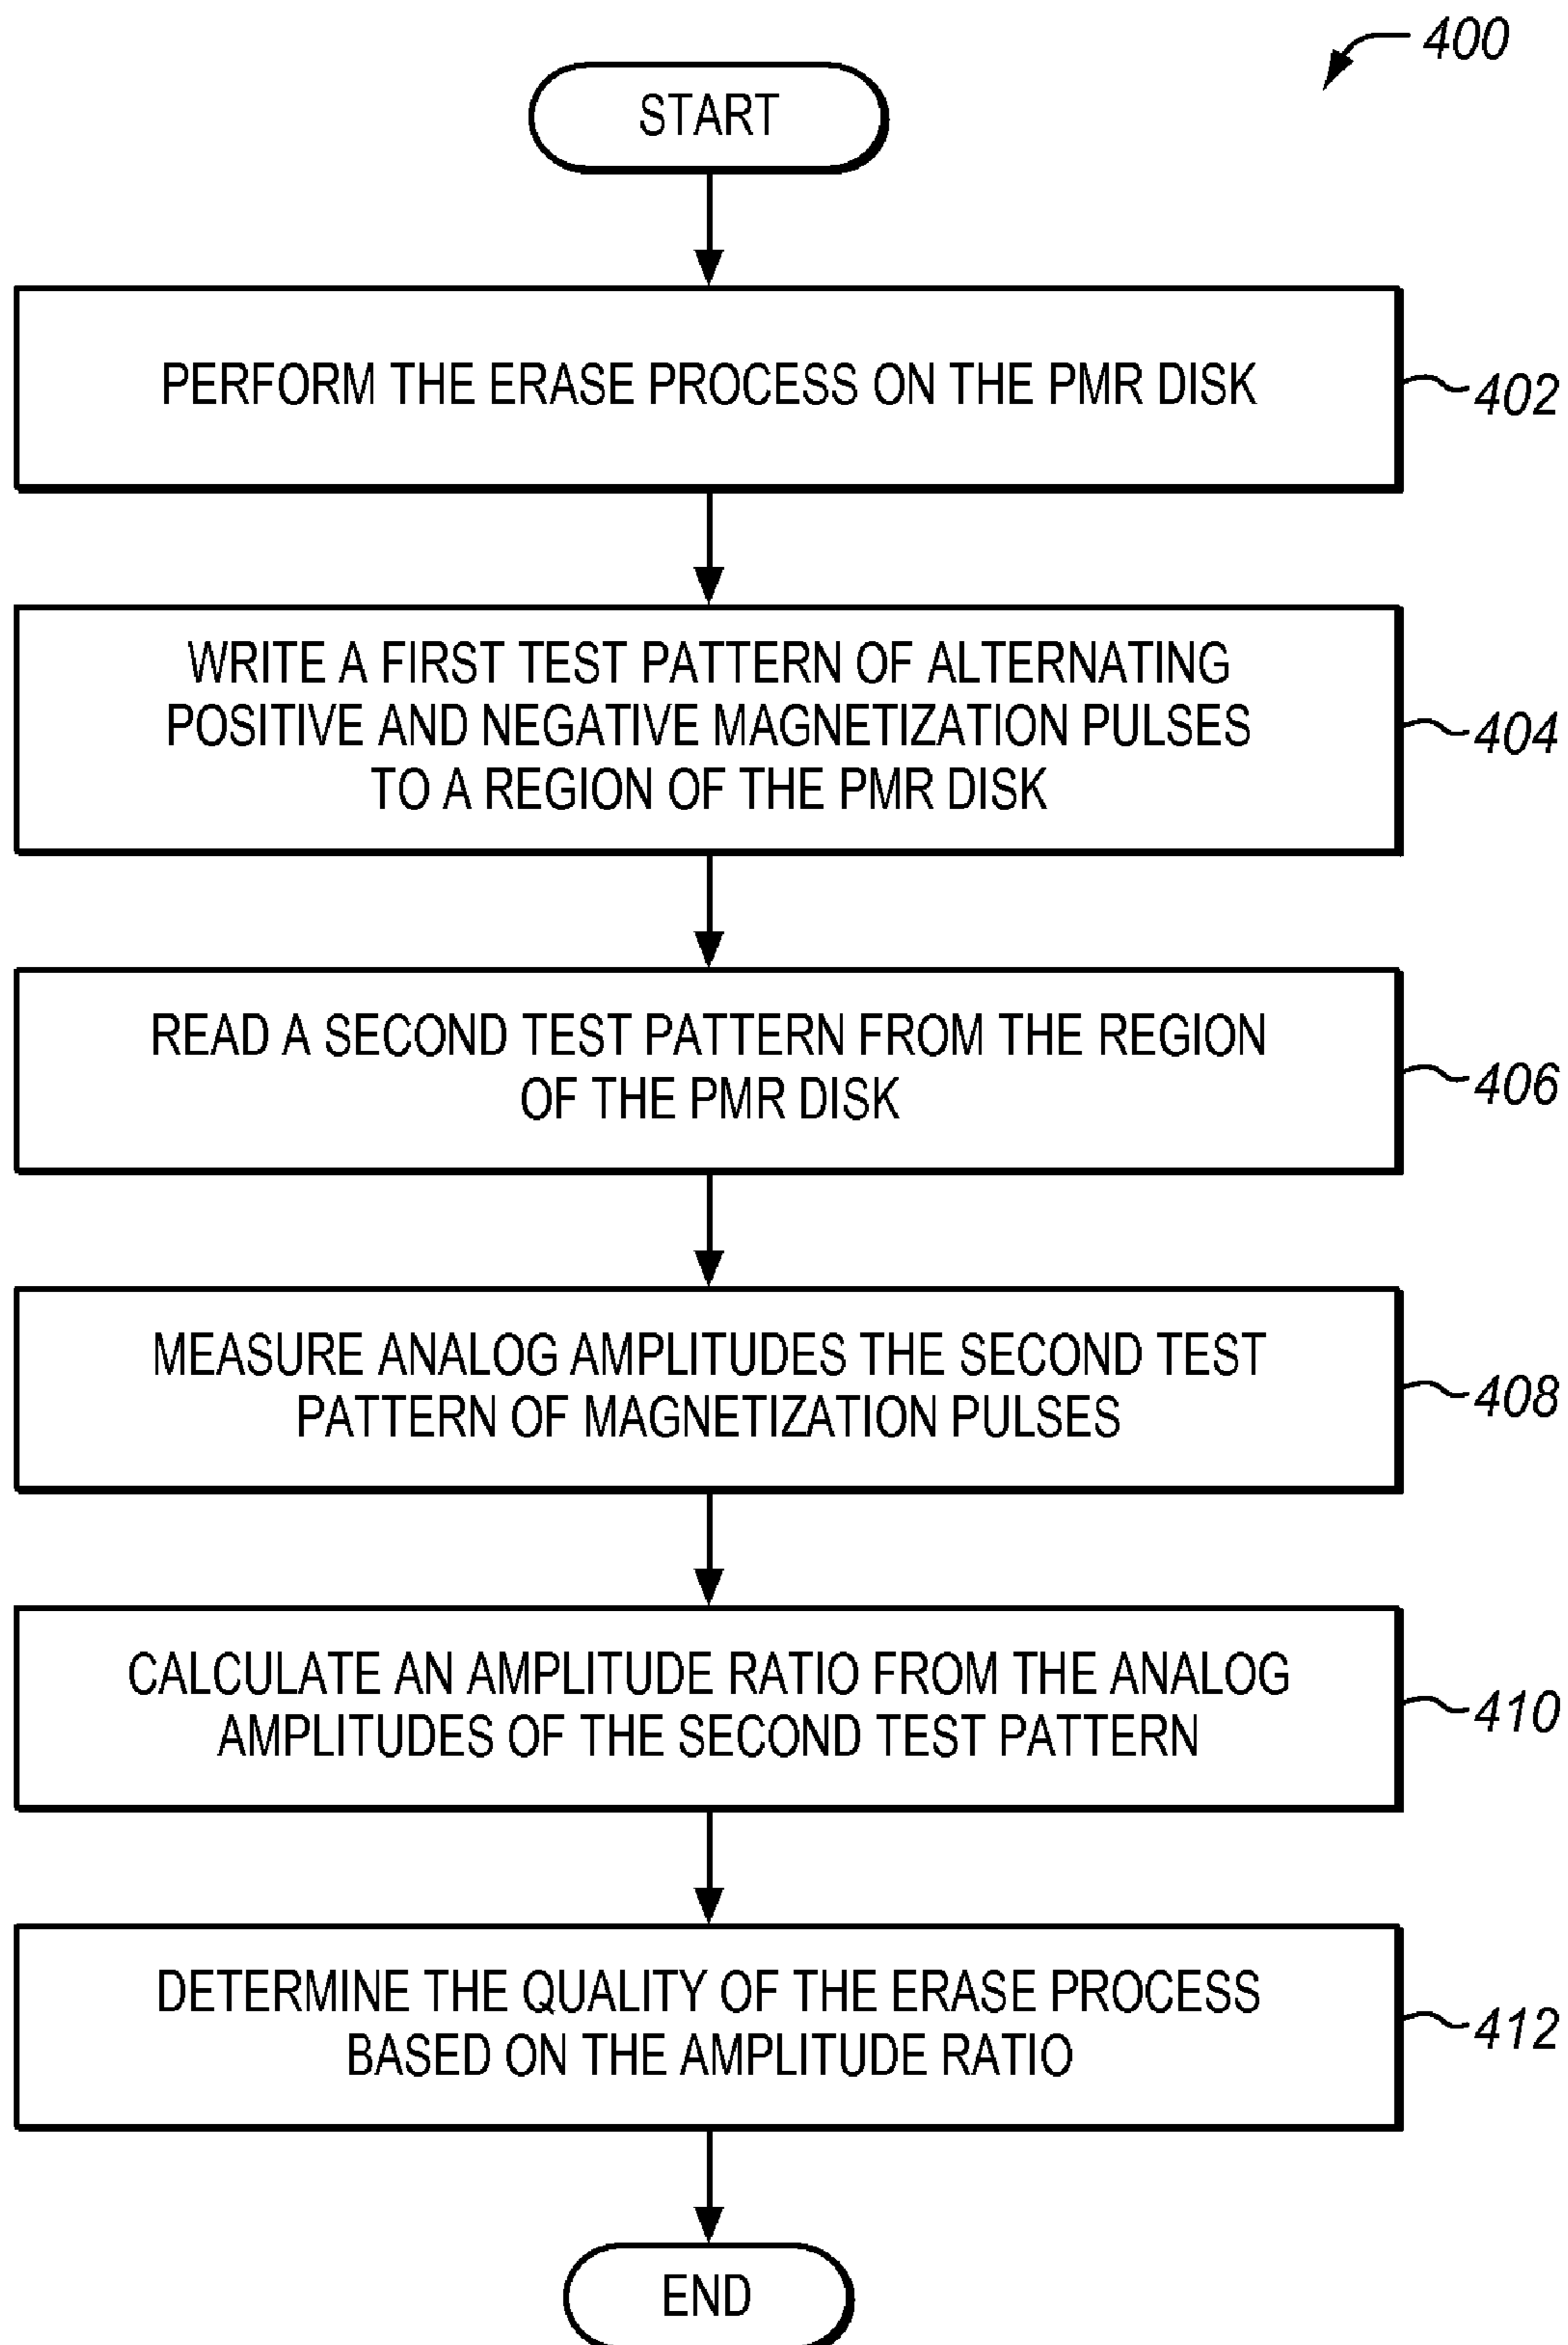 400
START
PERFORM THE ERASE PROCESS ON THE PMR DISK
402
WRITE A FIRST TEST PATTERN OF ALTERNATING
POSITIVE AND NEGATIVE MAGNETIZATION PULSES
TO A REGION OF THE PMR DISK
404
READ A SECOND TEST PATTERN FROM THE REGION
OF THE PMR DISK
406
MEASURE ANALOG AMPLITUDES THE SECOND TEST
PATTERN OF MAGNETIZATION PULSES
408
CALCULATE AN AMPLITUDE RATIO FROM THE ANALOG
AMPLITUDES OF THE SECOND TEST PATTERN
410
DETERMINE THE QUALITY OF THE ERASE PROCESS
BASED ON THE AMPLITUDE RATIO
412
END